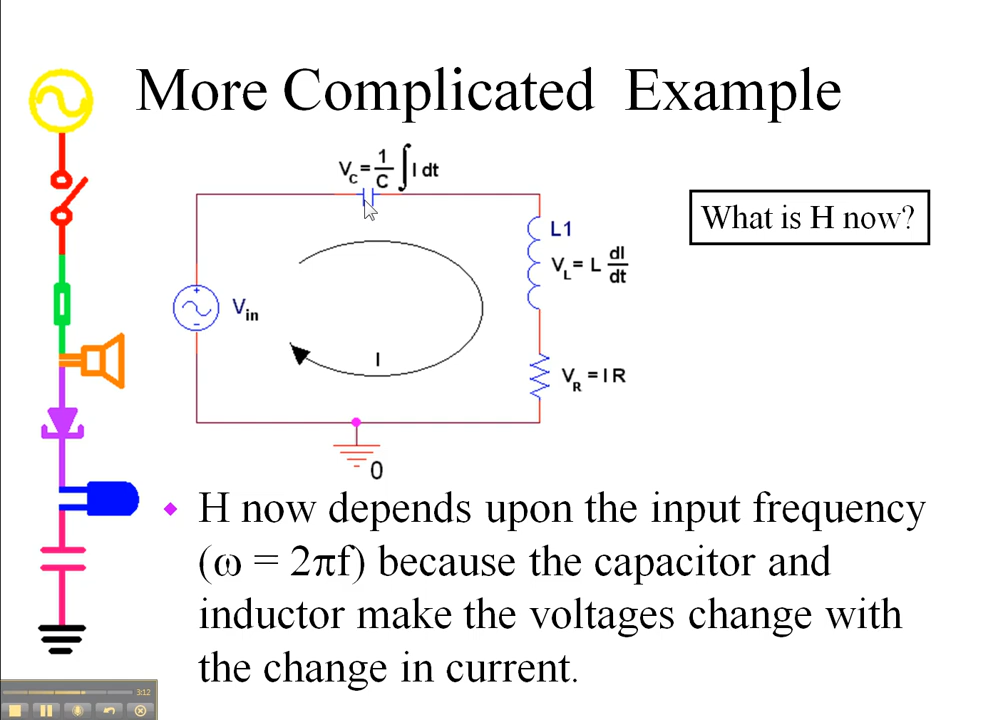 More Complicated Example
V_C = 1/C ∫ I dt
What is H now?
L1
V_L = L dI/dt
V_in
I
V_R = I R
0
H now depends upon the input frequency
(ω = 2πf) because the capacitor and
inductor make the voltages change with
the change in current.
3:12